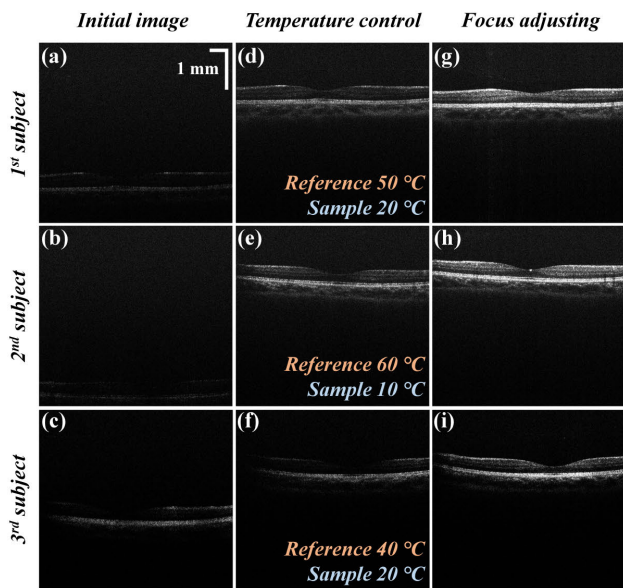 Initial image
Temperature control
Focus adjusting
1st subject
(a)
1 mm
(d)
Reference 50 °C
Sample 20 °C
(g)
2nd subject
(b)
(e)
Reference 60 °C
Sample 10 °C
(h)
3rd subject
(c)
(f)
Reference 40 °C
Sample 20 °C
(i)